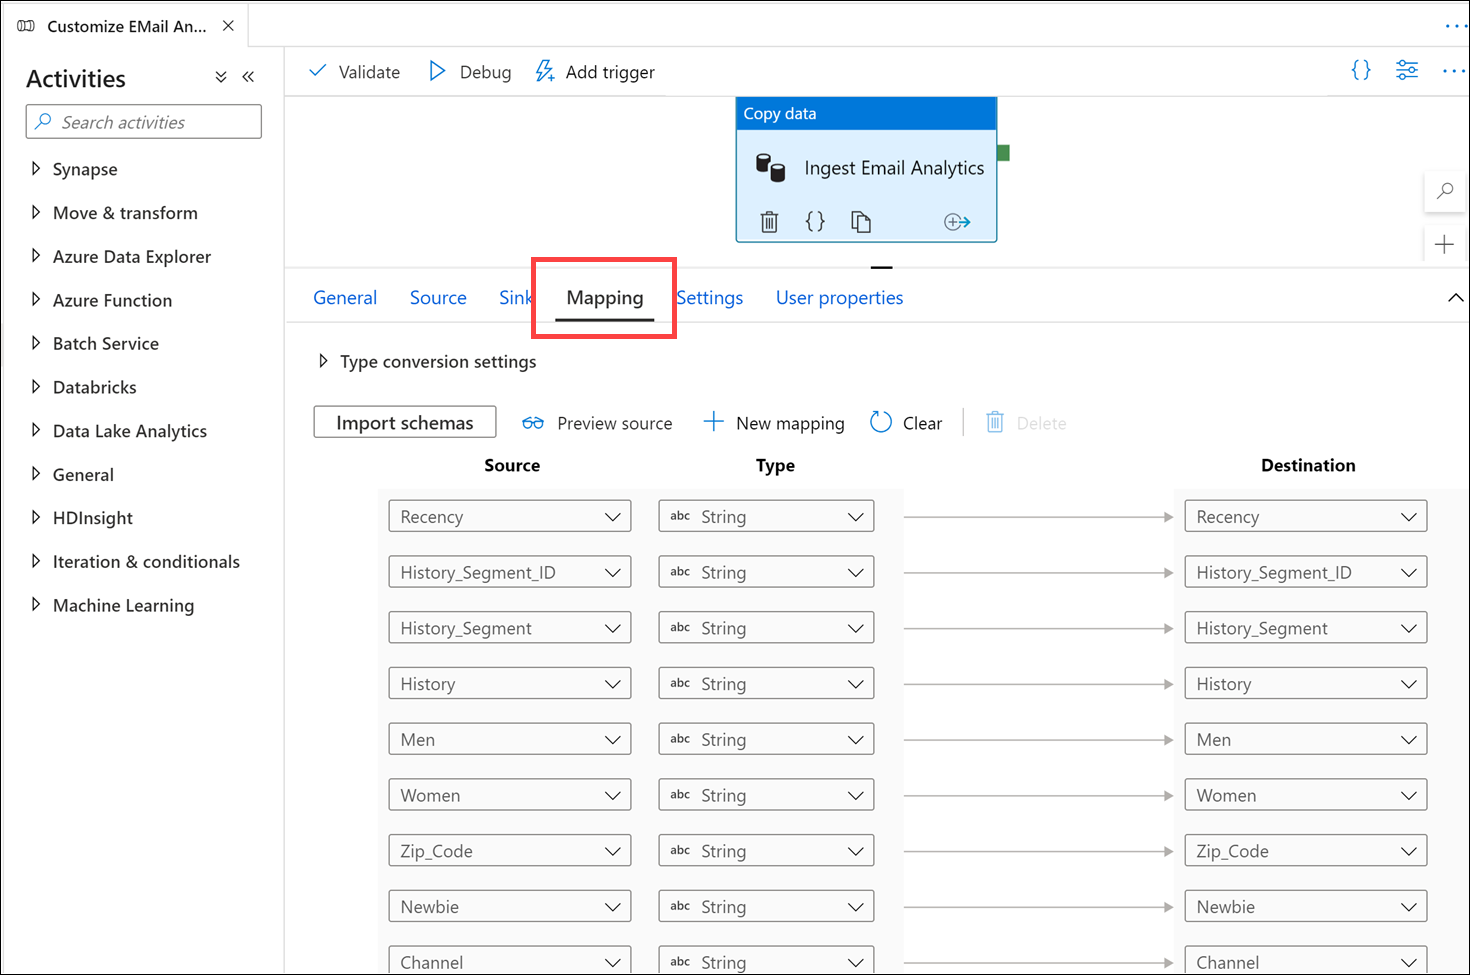 Customize EMail An...
Activities
Search activities
Synapse
Move & transform
Azure Data Explorer
Azure Function
Batch Service
Databricks
Data Lake Analytics
General
HDInsight
Iteration & conditionals
Machine Learning
Validate Debug Add trigger
Copy data
Ingest Email Analytics
General Source Sink Mapping Settings User properties
Type conversion settings
Import schemas Preview source New mapping Clear Delete
Source Type Destination
Recency abc String Recency
History_Segment_ID abc String History_Segment_ID
History_Segment abc String History_Segment
History abc String History
Men abc String Men
Women abc String Women
Zip_Code abc String Zip_Code
Newbie abc String Newbie
Channel abc String Channel